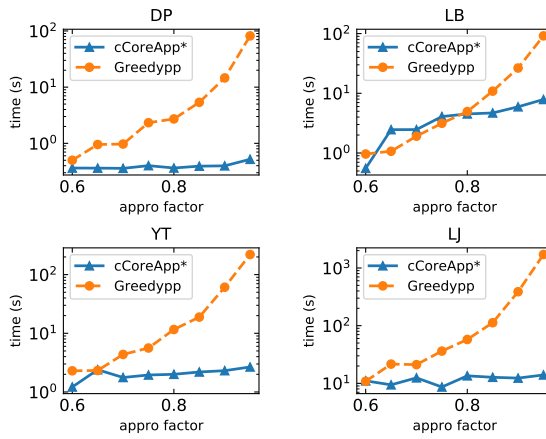 DP
time (s)
10²
10¹
10⁰
cCoreApp*
Greedypp
0.6
0.8
appro factor
LB
time (s)
10²
10¹
10⁰
cCoreApp*
Greedypp
0.6
0.8
appro factor
YT
time (s)
10²
10¹
10⁰
cCoreApp*
Greedypp
0.6
0.8
appro factor
LJ
time (s)
10³
10²
10¹
cCoreApp*
Greedypp
0.6
0.8
appro factor